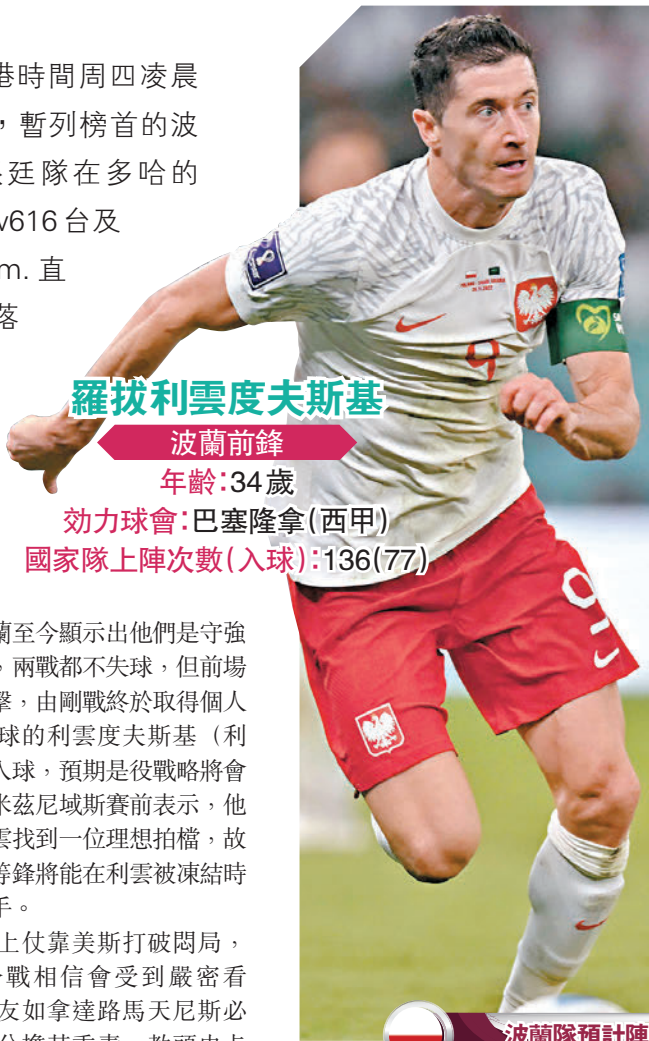 港時間周四凌晨
，暫列榜首的波
廷隊在多哈的
v616台及
m. 直
落
羅拔利雲度夫斯基
波蘭前鋒
年齡：34歲
効力球會：巴塞隆拿(西甲)
國家隊上陣次數(入球)：136(77)
蘭至今顯示出他們是守強
，兩戰都不失球，但前場
擊，由剛戰終於取得個人
球的利雲度夫斯基（利
入球，預期是役戰略將會
米茲尼域斯賽前表示，他
雲找到一位理想拍檔，故
等鋒將能在利雲被凍結時
手。
上仗靠美斯打破悶局，
戰相信會受到嚴密看
友如拿達路馬天尼斯必
波蘭隊預計陣
9
9